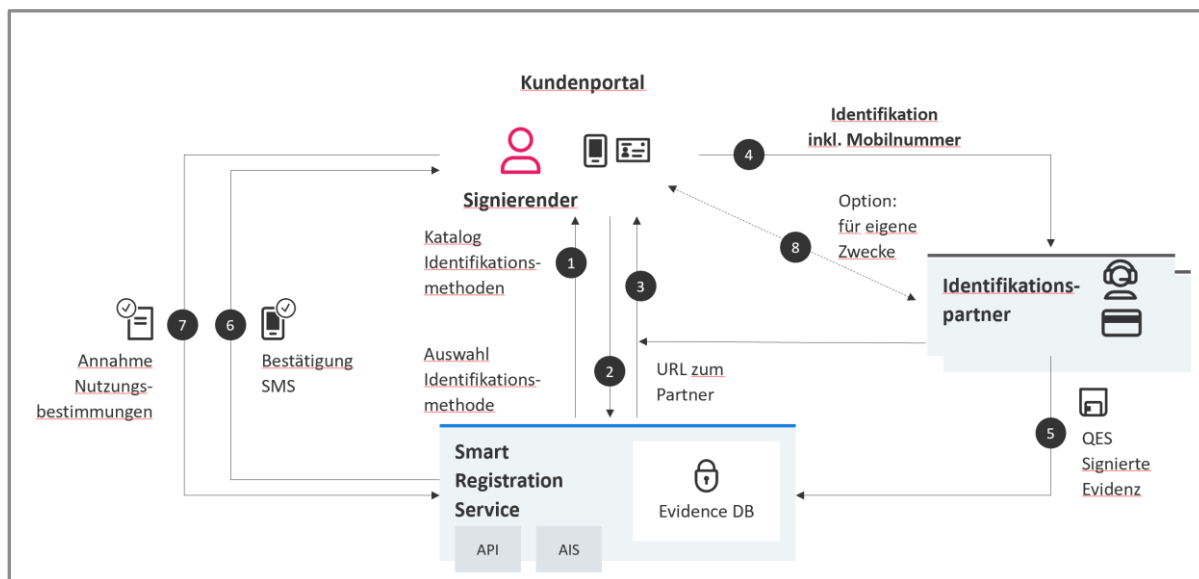 Kundenportal
Identifikation
inkl. Mobilnummer
4
Signierender
Option:
für eigene
Zwecke
8
Katalog
Identifikations-
methoden
1
3
Identifikations-
partner
7
6
Annahme
Nutzungs-
bestimmungen
Bestätigung
SMS
Auswahl
Identifikations-
methode
2
URL zum
Partner
5
QES
Signierte
Evidenz
Smart
Registration
Service
Evidence DB
API
AIS